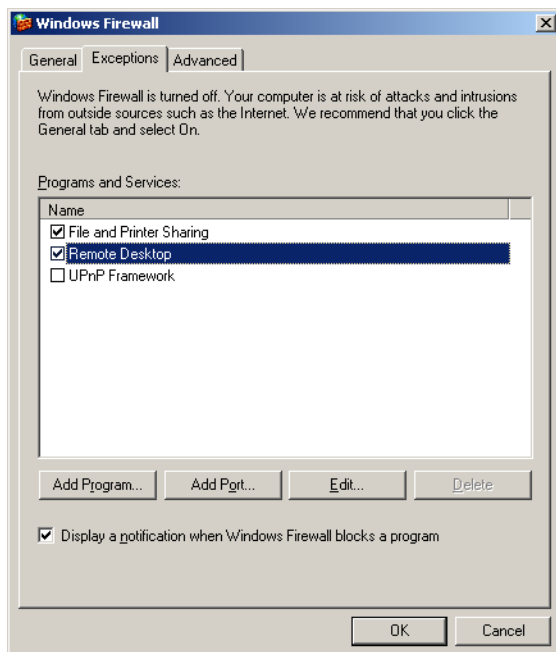 Windows Firewall
General Exceptions Advanced
Windows Firewall is turned off. Your computer is at risk of attacks and intrusions
from outside sources such as the Internet. We recommend that you click the
General tab and select On.
Programs and Services:
Name
File and Printer Sharing
Remote Desktop
UPnP Framework
Add Program... Add Port... Edit... Delete
Display a notification when Windows Firewall blocks a program
OK Cancel